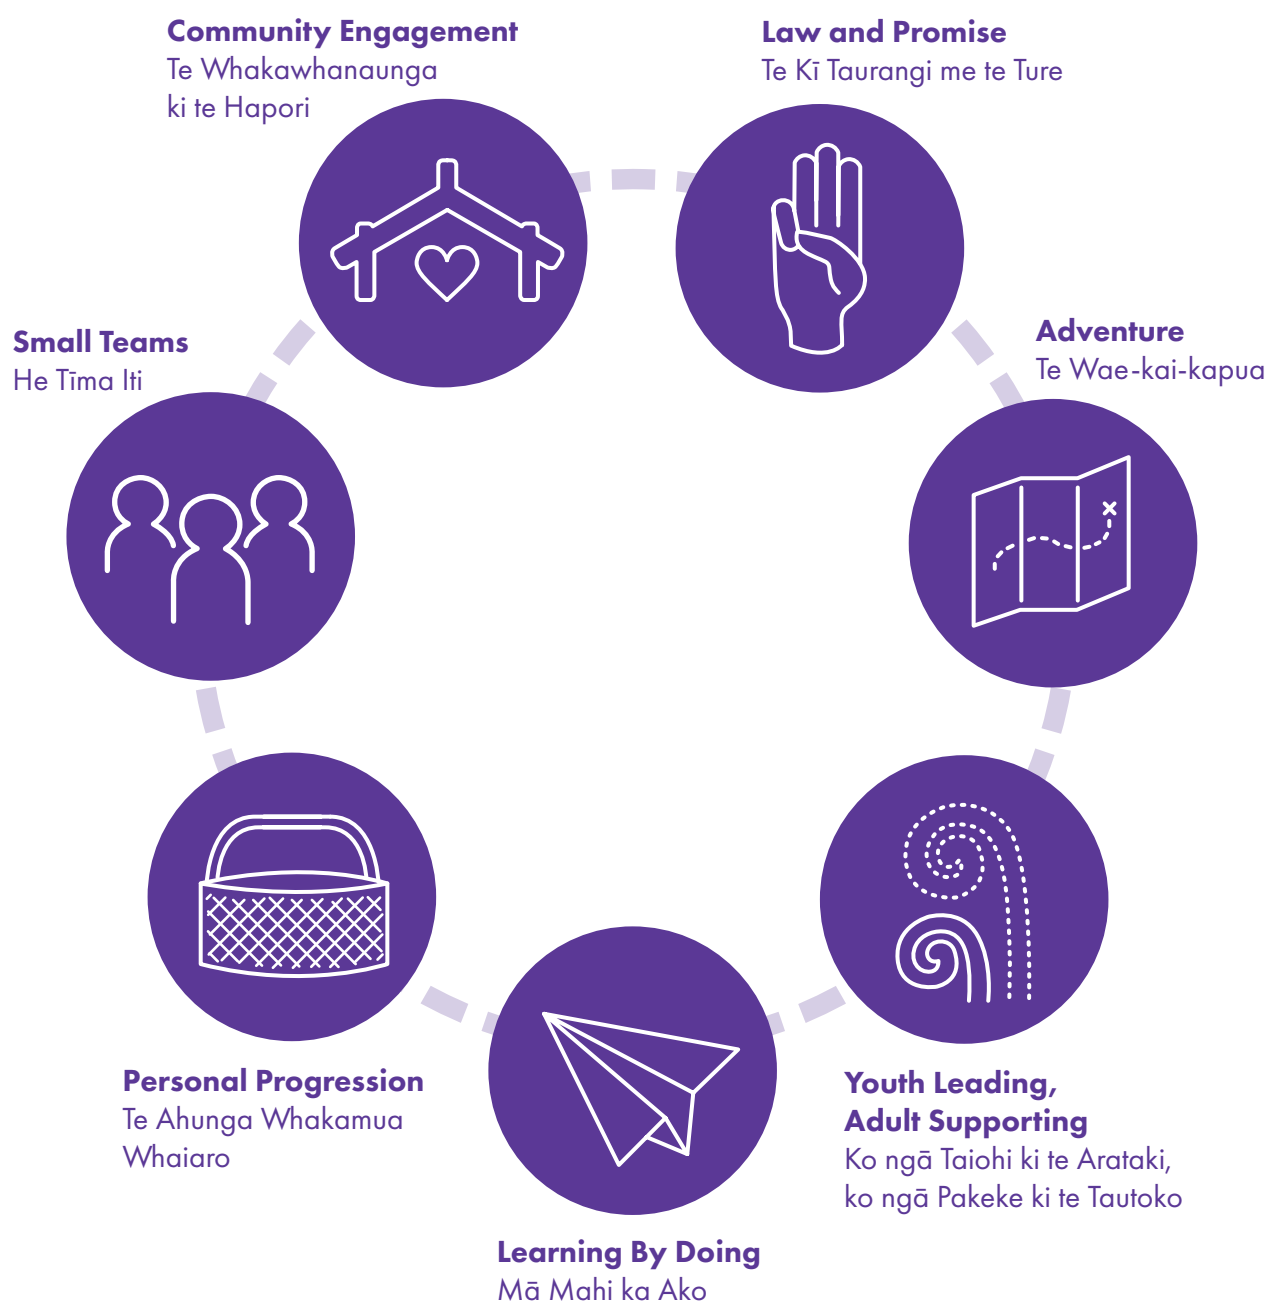 Community Engagement
Te Whakawhanaunga
ki te Hapori
Law and Promise
Te Kī Taurangi me te Ture
Adventure
Te Wae-kai-kapua
Small Teams
He Tīma Iti
Personal Progression
Te Ahunga Whakamua
Whaiaro
Youth Leading,
Adult Supporting
Ko ngā Taiohi ki te Arataki,
ko ngā Pakeke ki te Tautoko
Learning By Doing
Mā Mahi ka Ako